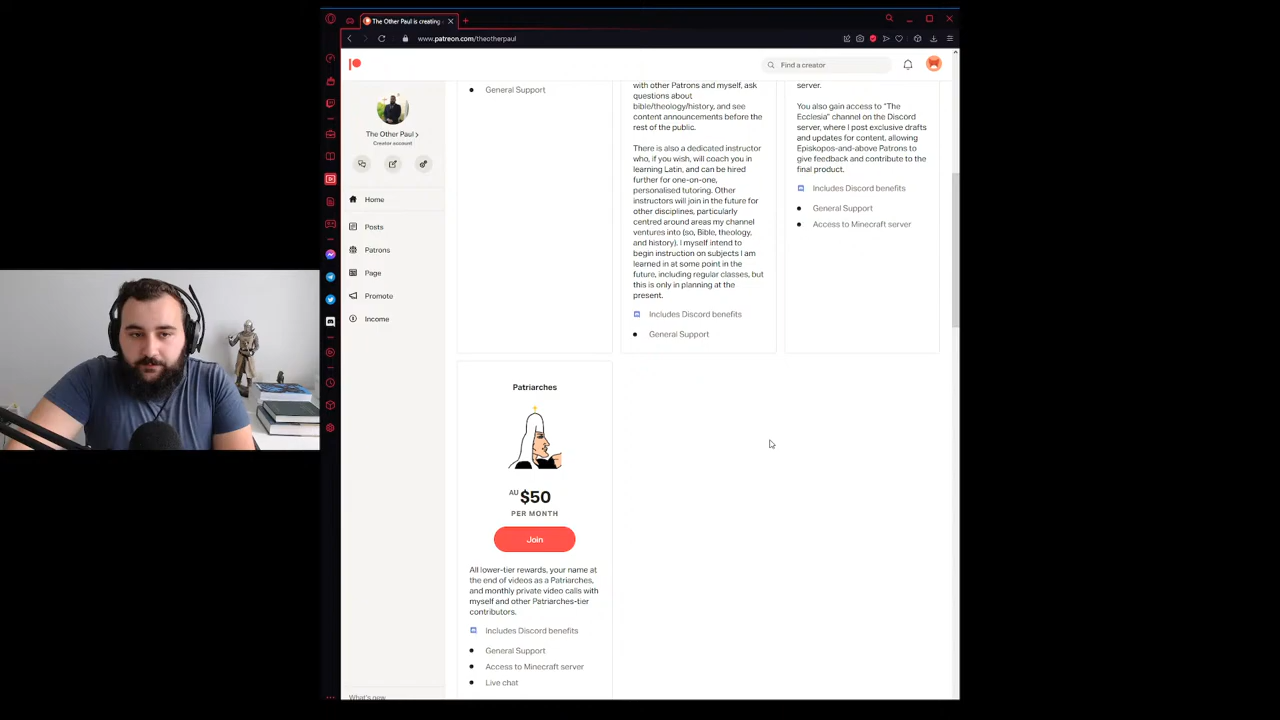 The Other Paul is creating
www.patreon.com/theotherpaul
Find a creator
The Other Paul
Creator account
Home
Posts
Patrons
Page
Promote
Income
What's new
General Support
with other Patrons and myself, ask
questions about
bible/theology/history, and see
content announcements before the
rest of the public.
There is also a dedicated instructor
who, if you wish, will coach you in
learning Latin, and can be hired
further for one-on-one,
personalised tutoring. Other
instructors will join in the future for
other disciplines, particularly
centred around areas my channel
ventures into (so, Bible, theology,
and history). I myself intend to
begin instruction on subjects I am
learned in at some point in the
future, including regular classes, but
this is only in planning at the
present.
Includes Discord benefits
General Support
server.
You also gain access to “The
Ecclesia” channel on the Discord
server, where I post exclusive drafts
and updates for content, allowing
Episkopos-and-above Patrons to
give feedback and contribute to the
final product.
Includes Discord benefits
General Support
Access to Minecraft server
Patriarches
AU $50
PER MONTH
Join
All lower-tier rewards, your name at
the end of videos as a Patriarches,
and monthly private video calls with
myself and other Patriarches-tier
contributors.
Includes Discord benefits
General Support
Access to Minecraft server
Live chat